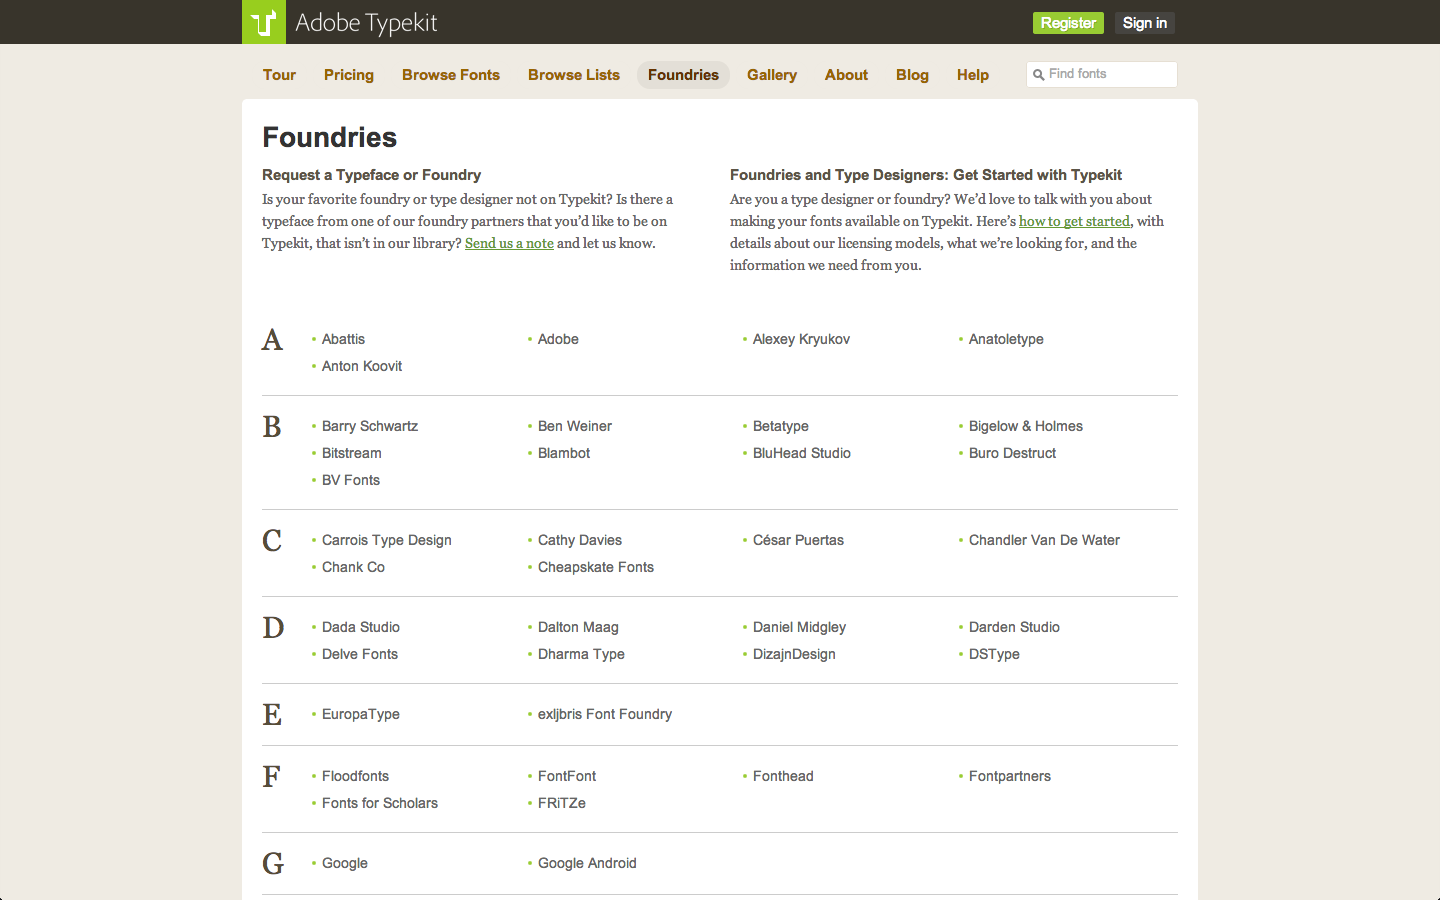 Adobe Typekit
Register
Sign in
Tour
Pricing
Browse Fonts
Browse Lists
Foundries
Gallery
About
Blog
Help
Find fonts
Foundries
Request a Typeface or Foundry
Is your favorite foundry or type designer not on Typekit? Is there a
typeface from one of our foundry partners that you’d like to be on
Typekit, that isn’t in our library? Send us a note and let us know.
Foundries and Type Designers: Get Started with Typekit
Are you a type designer or foundry? We’d love to talk with you about
making your fonts available on Typekit. Here’s how to get started, with
details about our licensing models, what we’re looking for, and the
information we need from you.
A
Abattis
Adobe
Alexey Kryukov
Anatoletype
Anton Koovit
B
Barry Schwartz
Ben Weiner
Betatype
Bigelow & Holmes
Bitstream
Blambot
BluHead Studio
Buro Destruct
BV Fonts
C
Carrois Type Design
Cathy Davies
César Puertas
Chandler Van De Water
Chank Co
Cheapskate Fonts
D
Dada Studio
Dalton Maag
Daniel Midgley
Darden Studio
Delve Fonts
Dharma Type
DizajnDesign
DSType
E
EuropaType
exljbris Font Foundry
F
Floodfonts
FontFont
Fonthead
Fontpartners
Fonts for Scholars
FRiTZe
G
Google
Google Android